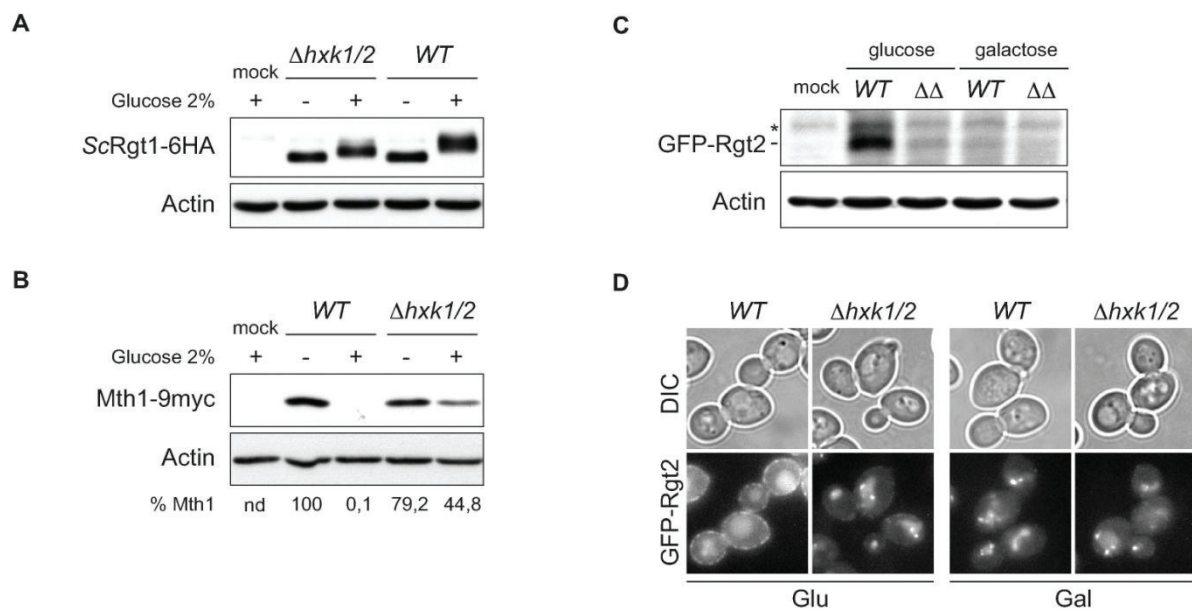 A
Δhxk1/2 WT
mock
Glucose 2% + - + - +
ScRgt1-6HA
Actin
B
WT Δhxk1/2
mock
Glucose 2% + - + - +
Mth1-9myc
Actin
% Mth1 nd 100 0,1 79,2 44,8
C
glucose galactose
mock WT ΔΔ WT ΔΔ
*
GFP-Rgt2 -
Actin
D
WT Δhxk1/2 WT Δhxk1/2
DIC
GFP-Rgt2
Glu Gal